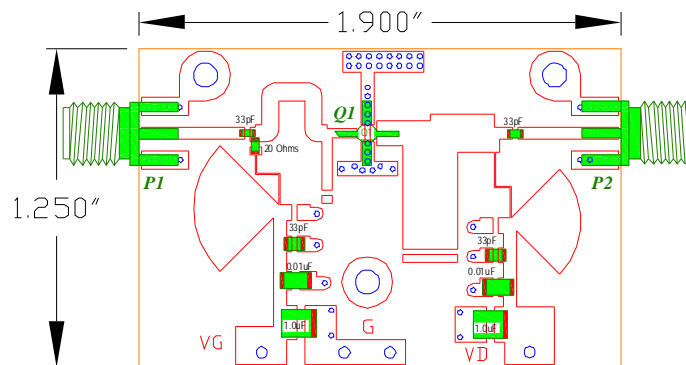 1.900"
Q1
33pF
33pF
Q1
20 Ohms
P1
P2
1.250"
33pF
33pF
0.01uF
0.01uF
1.0uF
G
1.0uF
VG
VD